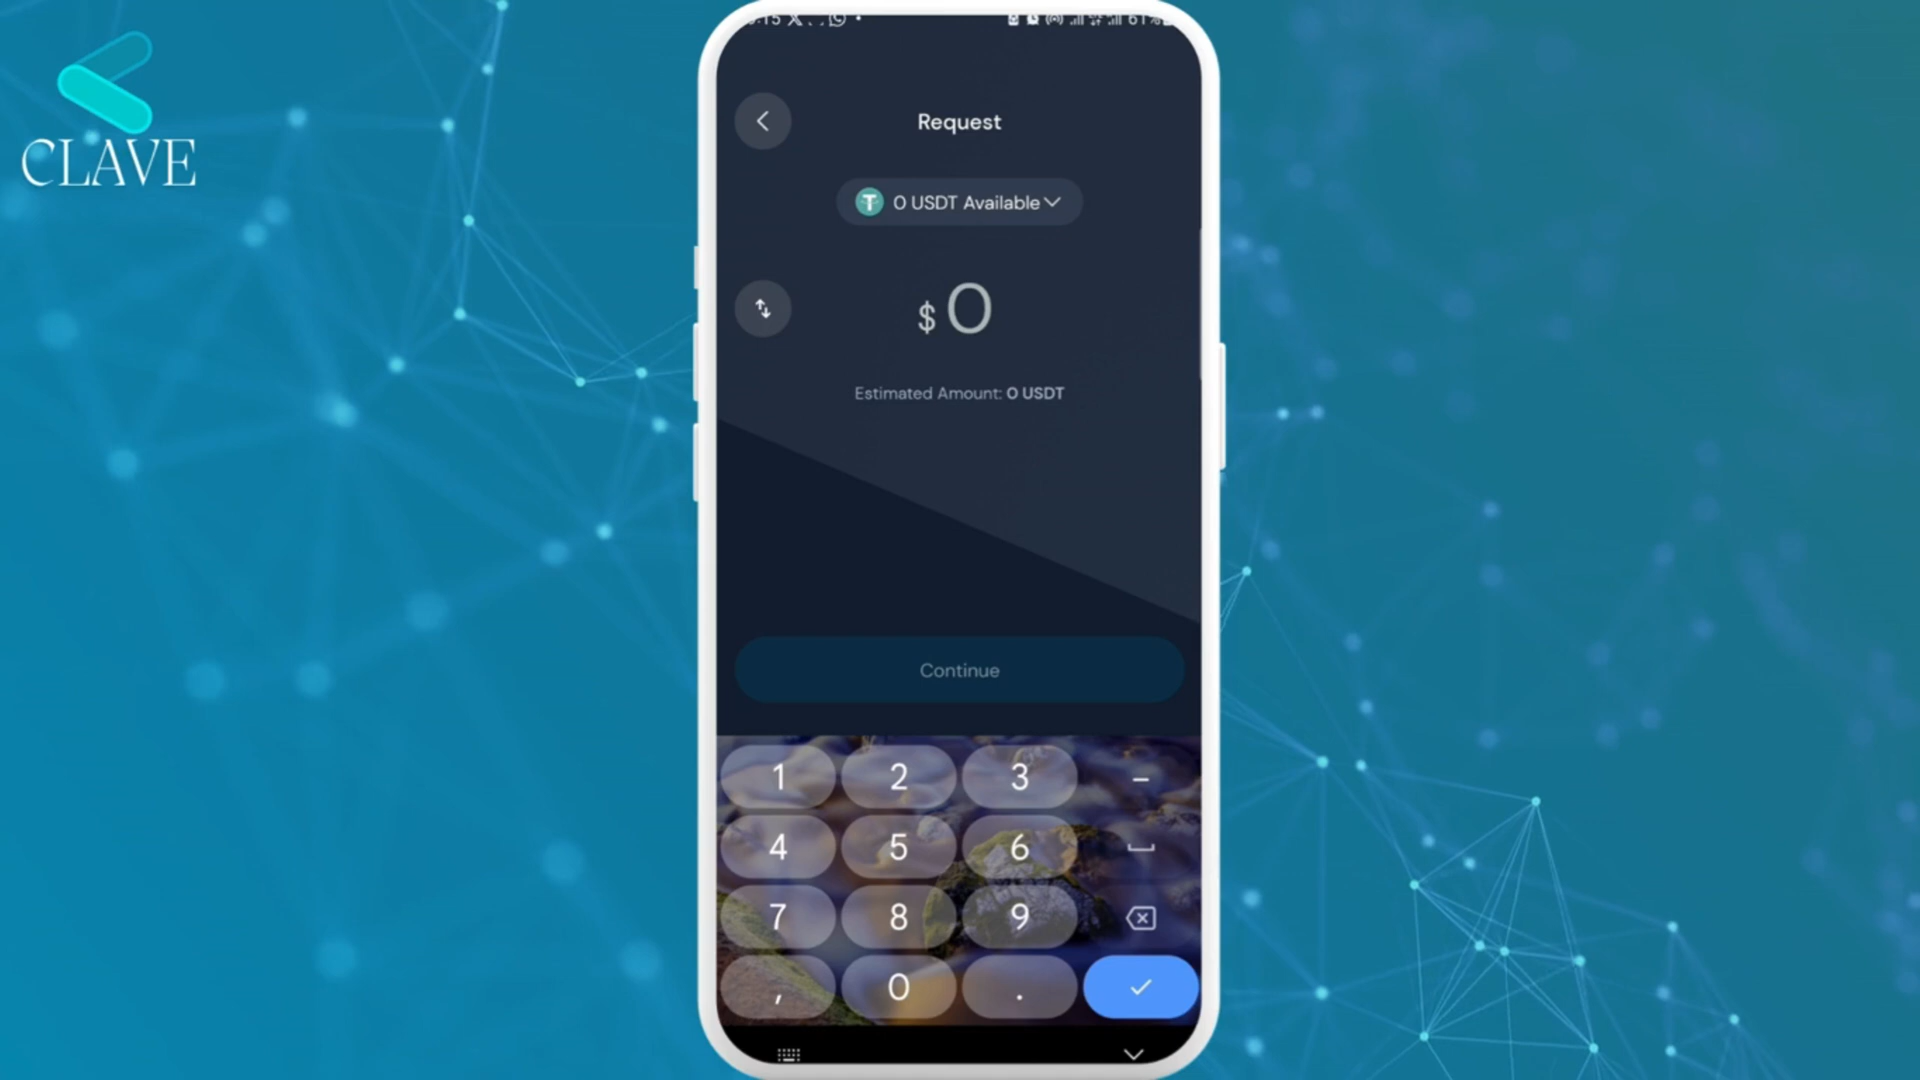 CLAVE
61%
Request
0 USDT Available
$ 0
Estimated Amount: 0 USDT
Continue
1 2 3 -
4 5 6
7 8 9
, 0 .